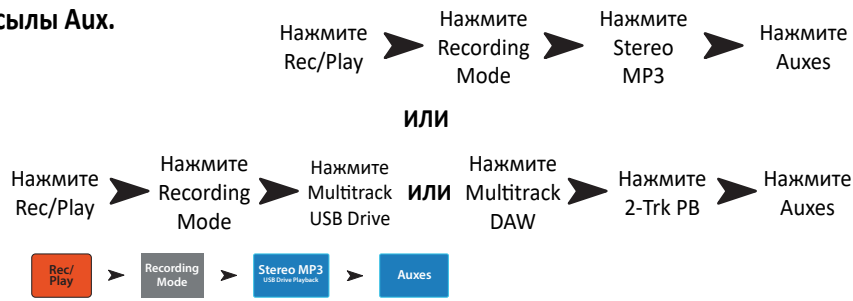 сылы Aux.
Нажмите Rec/Play
Нажмите Recording Mode
Нажмите Stereo MP3
Нажмите Auxes
или
Нажмите Rec/Play
Нажмите Recording Mode
Нажмите Multitrack USB Drive
или
Нажмите Multitrack DAW
Нажмите 2-Trk PB
Нажмите Auxes
Rec/
Play
Recording
Mode
Stereo MP3
USB Drive Playback
Auxes